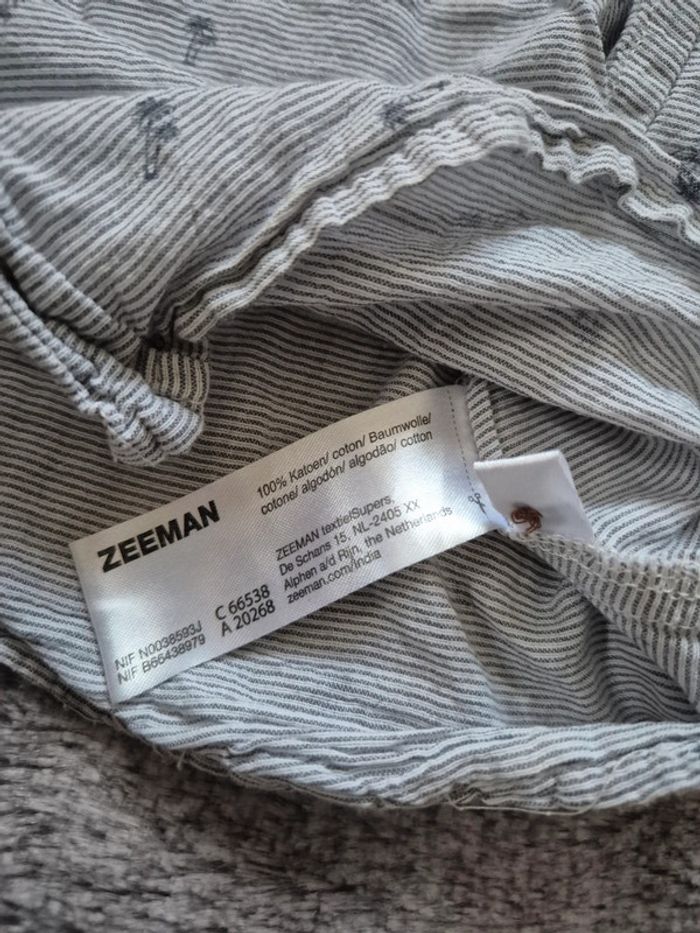 ZEEMAN
100% Katoen/ coton/ Baumwolle/
cotone/ algodón/ algodão/ cotton
ZEEMAN textielSupers,
De Schans 15, NL-2405 XX
Alphen a/d Rijn, the Netherlands
zeeman.com/india
C 66538
A 20268
NIF N0038593J
NIF B66438979